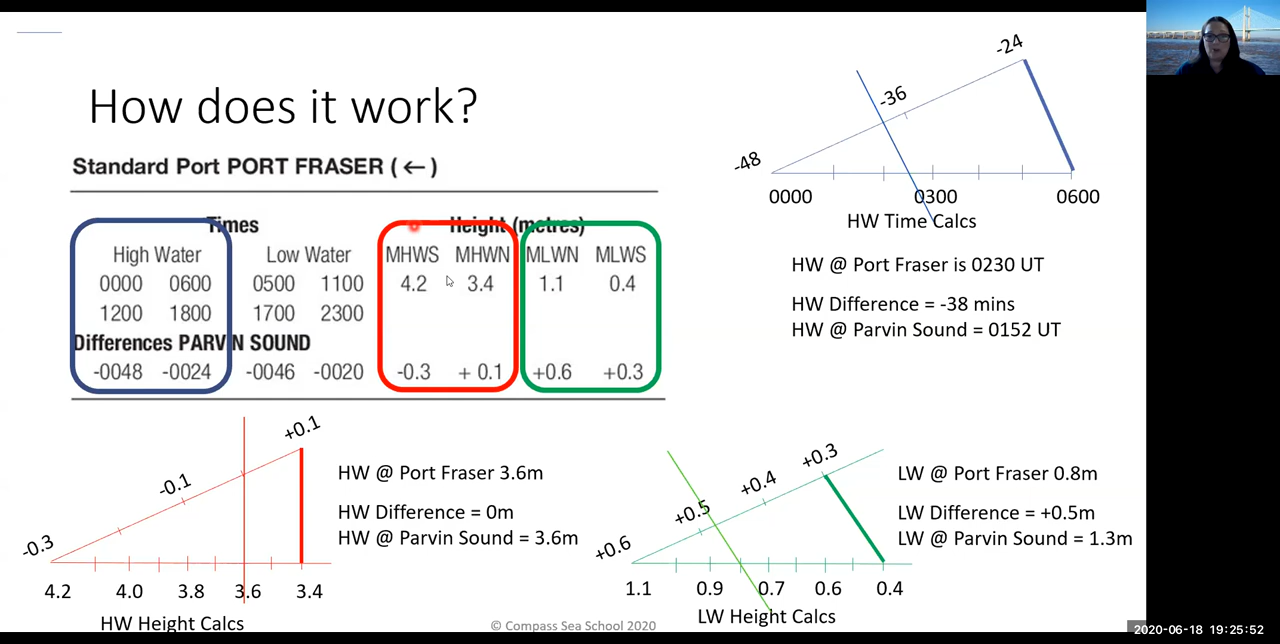 How does it work?
Standard Port PORT FRASER (←)
Times Height (metres)
High Water Low Water MHWS MHWN MLWN MLWS
0000 0600 0500 1100 4.2 3.4 1.1 0.4
1200 1800 1700 2300
Differences PARVIN SOUND
-0048 -0024 -0046 -0020 -0.3 + 0.1 +0.6 +0.3
-24
-36
-48
0000 0300 0600
HW Time Calcs
HW @ Port Fraser is 0230 UT
HW Difference = -38 mins
HW @ Parvin Sound = 0152 UT
+0.1
-0.1
-0.3
4.2 4.0 3.8 3.6 3.4
HW Height Calcs
HW @ Port Fraser 3.6m
HW Difference = 0m
HW @ Parvin Sound = 3.6m
+0.3
+0.4
+0.5
+0.6
1.1 0.9 0.7 0.6 0.4
LW Height Calcs
LW @ Port Fraser 0.8m
LW Difference = +0.5m
LW @ Parvin Sound = 1.3m
© Compass Sea School 2020
2020-06-18 19:25:52